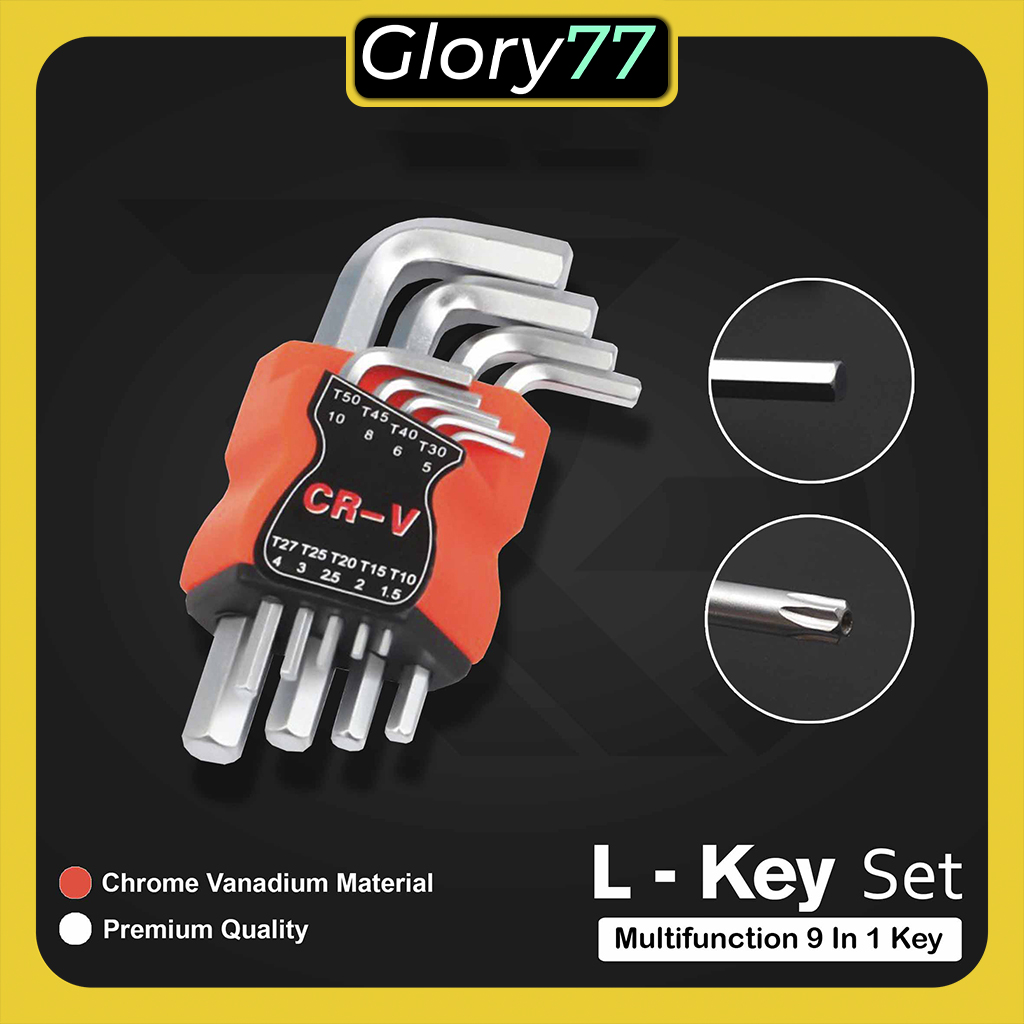 Glory77
T50 T45 T40 T30
10 8 6 5
CR-V
T27 T25 T20 T15 T10
4 3 2.5 2 1.5
Chrome Vanadium Material
Premium Quality
L - Key Set
Multifunction 9 In 1 Key